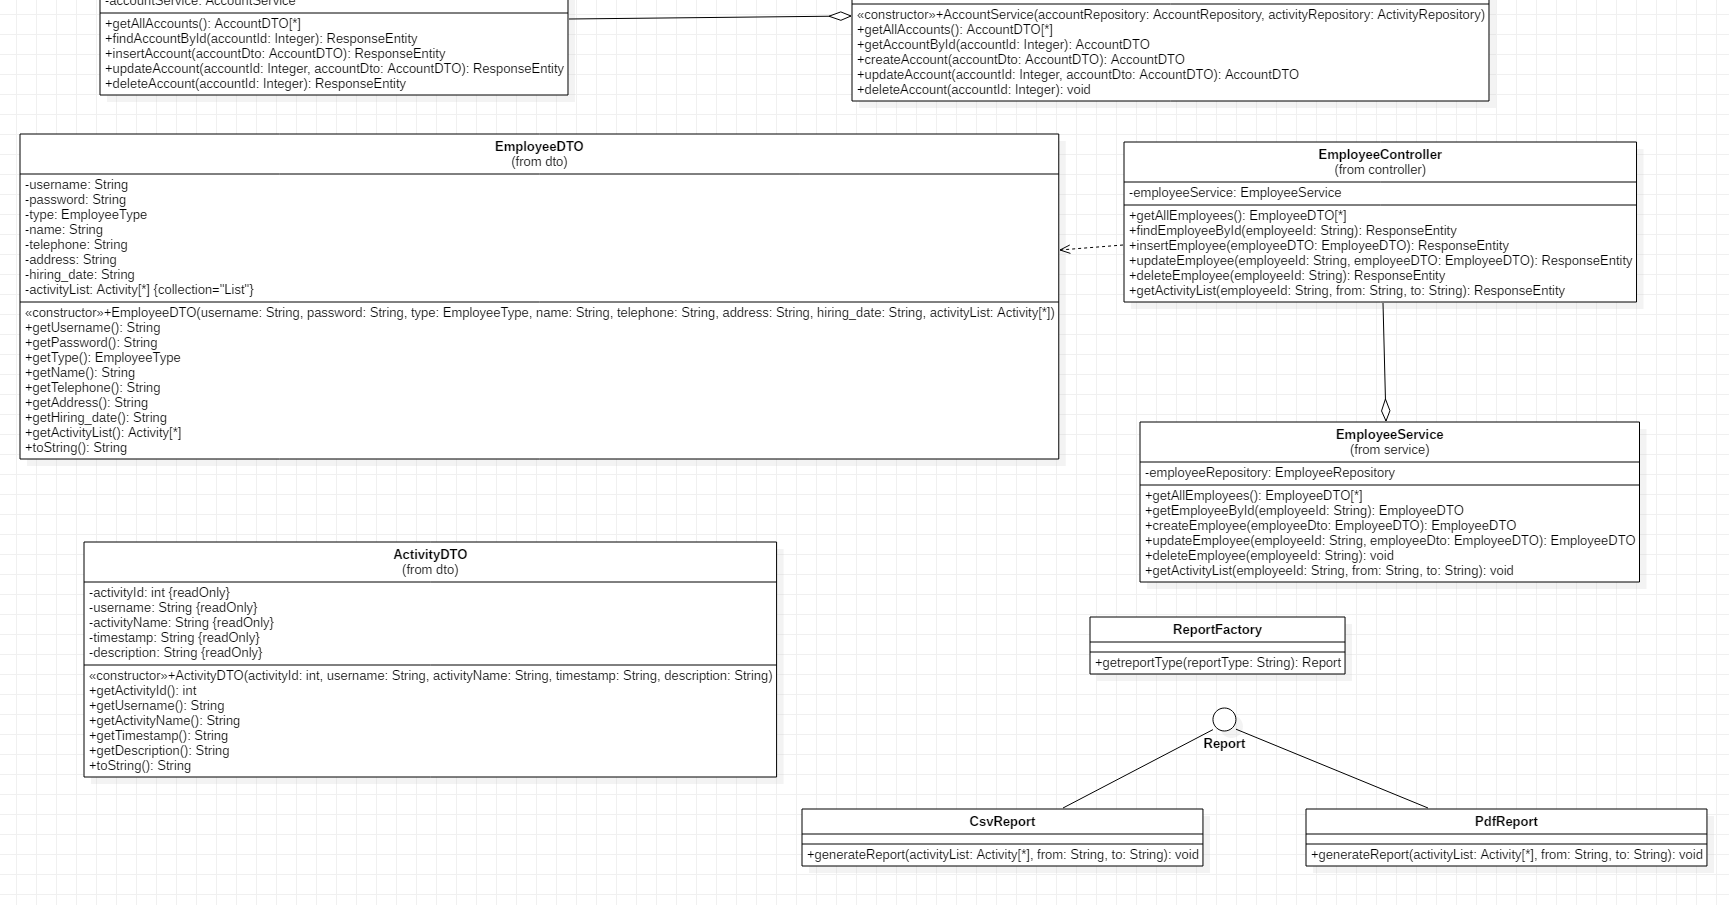 -accountService: AccountService
+getAllAccounts(): AccountDTO[*]
+findAccountById(accountId: Integer): ResponseEntity
+insertAccount(accountDto: AccountDTO): ResponseEntity
+updateAccount(accountId: Integer, accountDto: AccountDTO): ResponseEntity
+deleteAccount(accountId: Integer): ResponseEntity
«constructor»+AccountService(accountRepository: AccountRepository, activityRepository: ActivityRepository)
+getAllAccounts(): AccountDTO[*]
+getAccountById(accountId: Integer): AccountDTO
+createAccount(accountDto: AccountDTO): AccountDTO
+updateAccount(accountId: Integer, accountDto: AccountDTO): AccountDTO
+deleteAccount(accountId: Integer): void
EmployeeDTO
(from dto)
-username: String
-password: String
-type: EmployeeType
-name: String
-telephone: String
-address: String
-hiring_date: String
-activityList: Activity[*] {collection="List"}
«constructor»+EmployeeDTO(username: String, password: String, type: EmployeeType, name: String, telephone: String, address: String, hiring_date: String, activityList: Activity[*])
+getUsername(): String
+getPassword(): String
+getType(): EmployeeType
+getName(): String
+getTelephone(): String
+getAddress(): String
+getHiring_date(): String
+getActivityList(): Activity[*]
+toString(): String
EmployeeController
(from controller)
-employeeService: EmployeeService
+getAllEmployees(): EmployeeDTO[*]
+findEmployeeById(employeeId: String): ResponseEntity
+insertEmployee(employeeDTO: EmployeeDTO): ResponseEntity
+updateEmployee(employeeId: String, employeeDTO: EmployeeDTO): ResponseEntity
+deleteEmployee(employeeId: String): ResponseEntity
+getActivityList(employeeId: String, from: String, to: String): ResponseEntity
EmployeeService
(from service)
-employeeRepository: EmployeeRepository
+getAllEmployees(): EmployeeDTO[*]
+getEmployeeById(employeeId: String): EmployeeDTO
+createEmployee(employeeDto: EmployeeDTO): EmployeeDTO
+updateEmployee(employeeId: String, employeeDto: EmployeeDTO): EmployeeDTO
+deleteEmployee(employeeId: String): void
+getActivityList(employeeId: String, from: String, to: String): void
ActivityDTO
(from dto)
-activityId: int {readOnly}
-username: String {readOnly}
-activityName: String {readOnly}
-timestamp: String {readOnly}
-description: String {readOnly}
«constructor»+ActivityDTO(activityId: int, username: String, activityName: String, timestamp: String, description: String)
+getActivityId(): int
+getUsername(): String
+getActivityName(): String
+getTimestamp(): String
+getDescription(): String
+toString(): String
ReportFactory
+getreportType(reportType: String): Report
Report
CsvReport
+generateReport(activityList: Activity[*], from: String, to: String): void
PdfReport
+generateReport(activityList: Activity[*], from: String, to: String): void